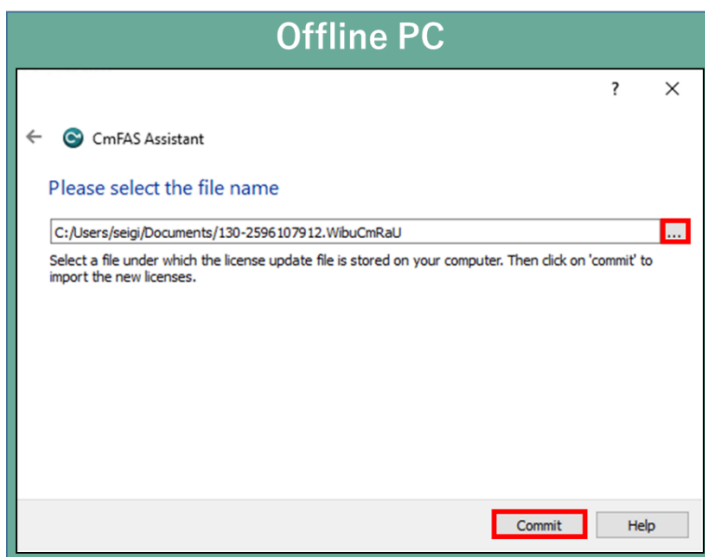 Offline PC
?
CmFAS Assistant
Please select the file name
C:/Users/seigi/Documents/130-2596107912.WibuCmRaU
...
Select a file under which the license update file is stored on your computer. Then click on 'commit' to
import the new licenses.
Commit
Help